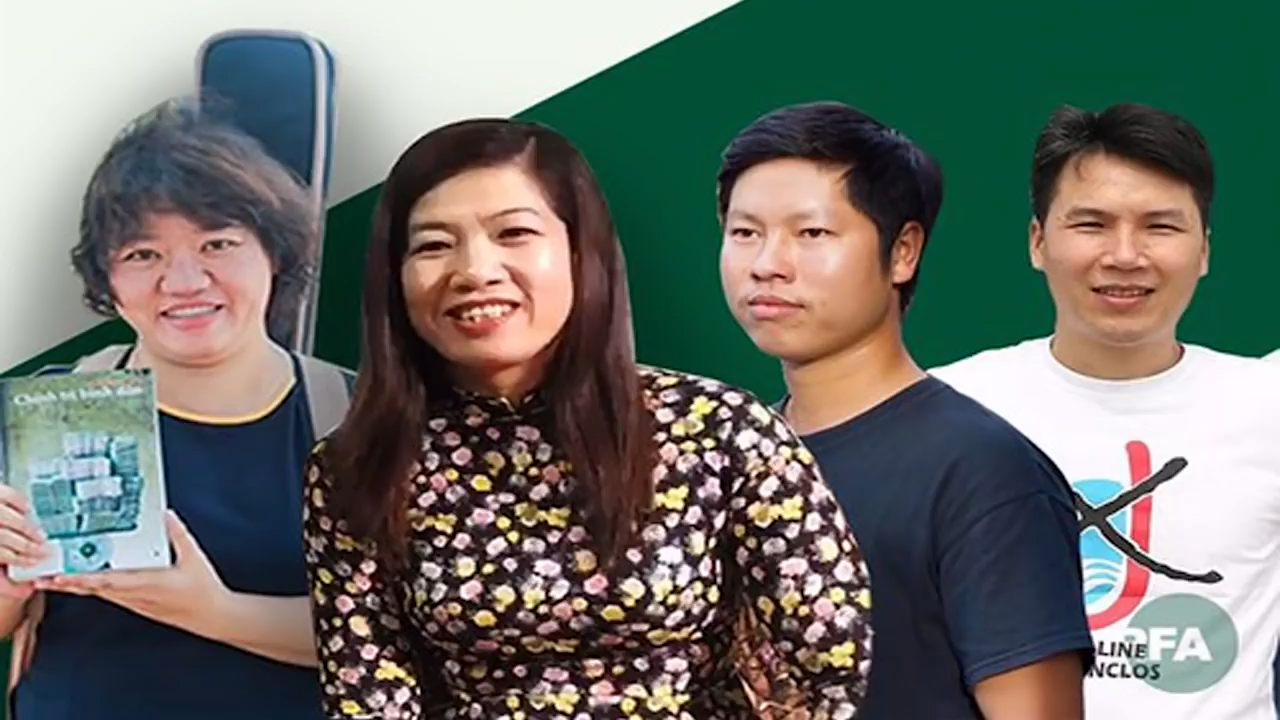 Chính trị bình dân
RFA
LINE
NCLOS